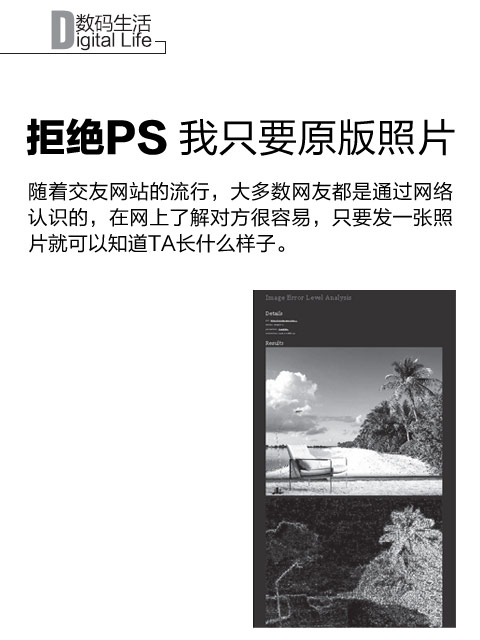 数码生活
Digital Life
拒绝PS 我只要原版照片
随着交友网站的流行，大多数网友都是通过网络
认识的，在网上了解对方很容易，只要发一张照
片就可以知道TA长什么样子。
Image Error Level Analysis
Details
Results